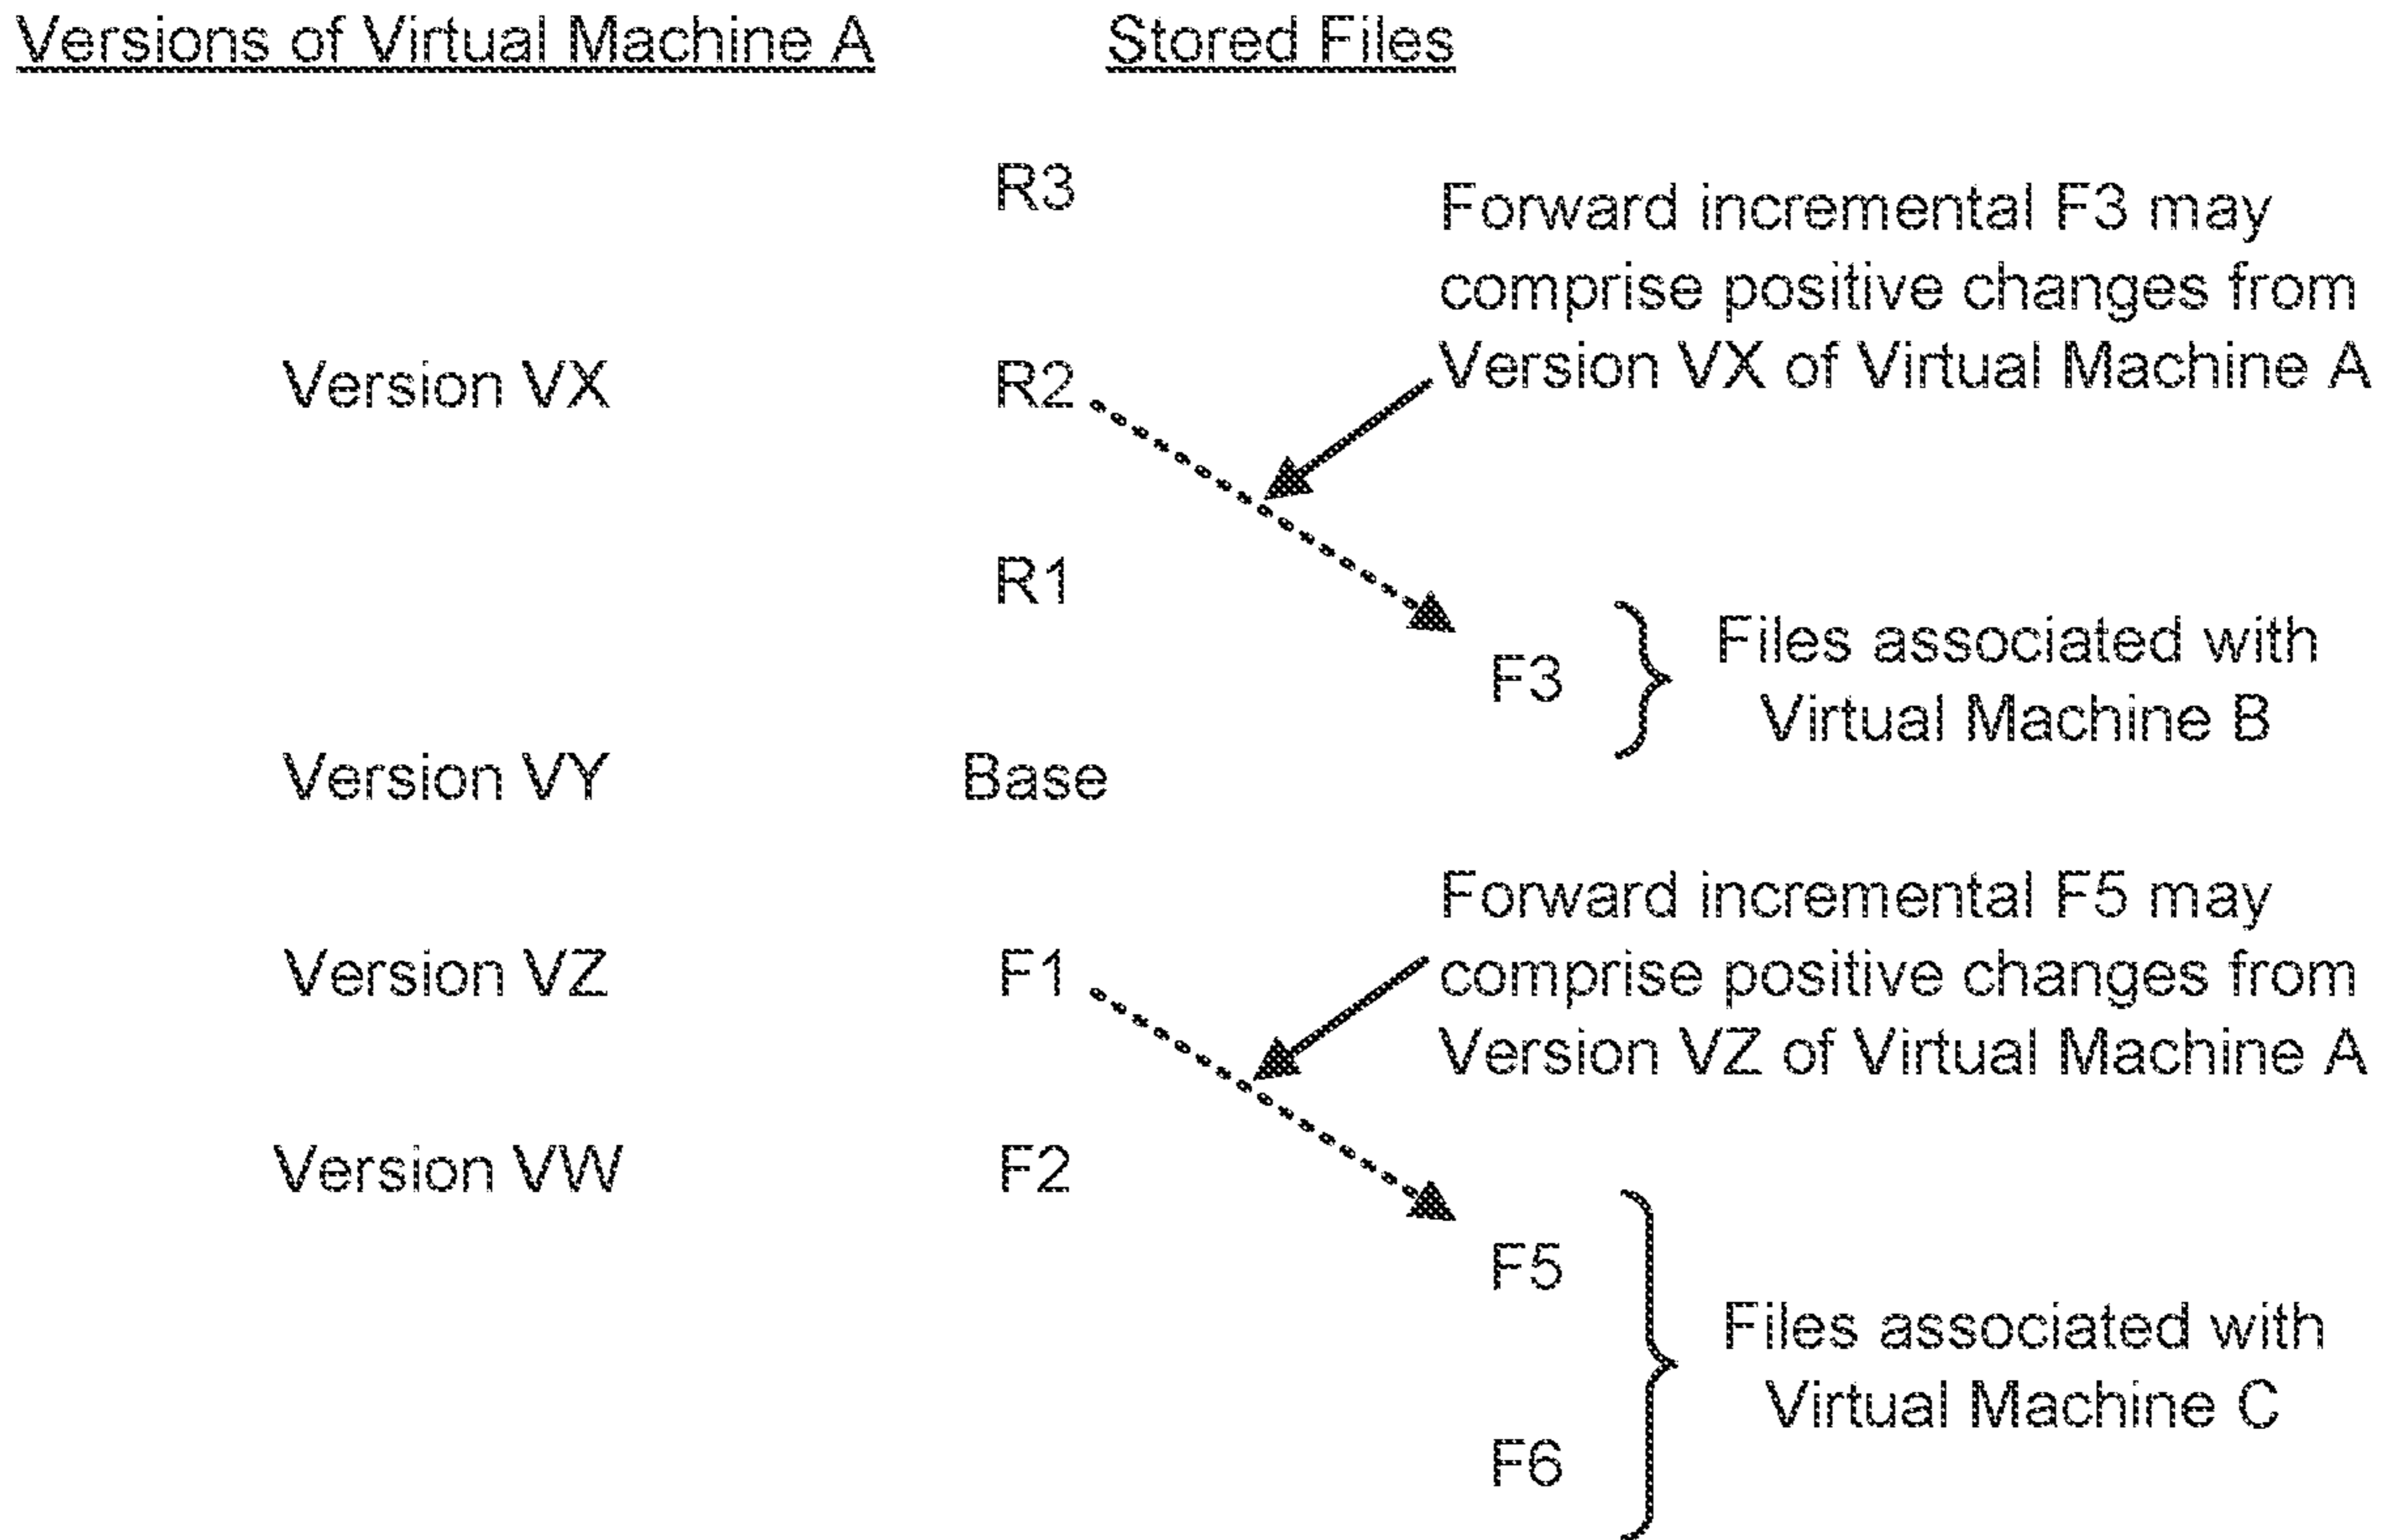 Versions of Virtual Machine A
Stored Files
R3
Forward incremental F3 may
comprise positive changes from
Version VX of Virtual Machine A
Version VX
R2
R1
F3
Files associated with
Virtual Machine B
Version VY
Base
Forward incremental F5 may
comprise positive changes from
Version VZ of Virtual Machine A
Version VZ
F1
Version VW
F2
F5
Files associated with
Virtual Machine C
F6